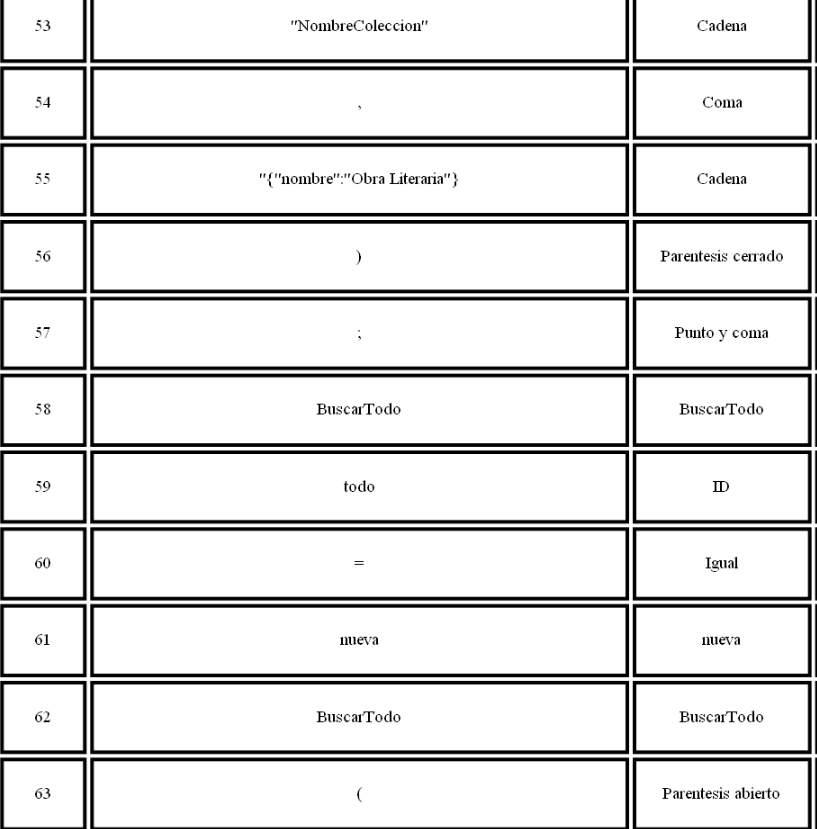 53 "NombreColeccion" Cadena
54 , Coma
55 "{"nombre":"Obra Literaria"} Cadena
56 ) Parentesis cerrado
57 ; Punto y coma
58 BuscarTodo BuscarTodo
59 todo ID
60 = Igual
61 nueva nueva
62 BuscarTodo BuscarTodo
63 ( Parentesis abierto